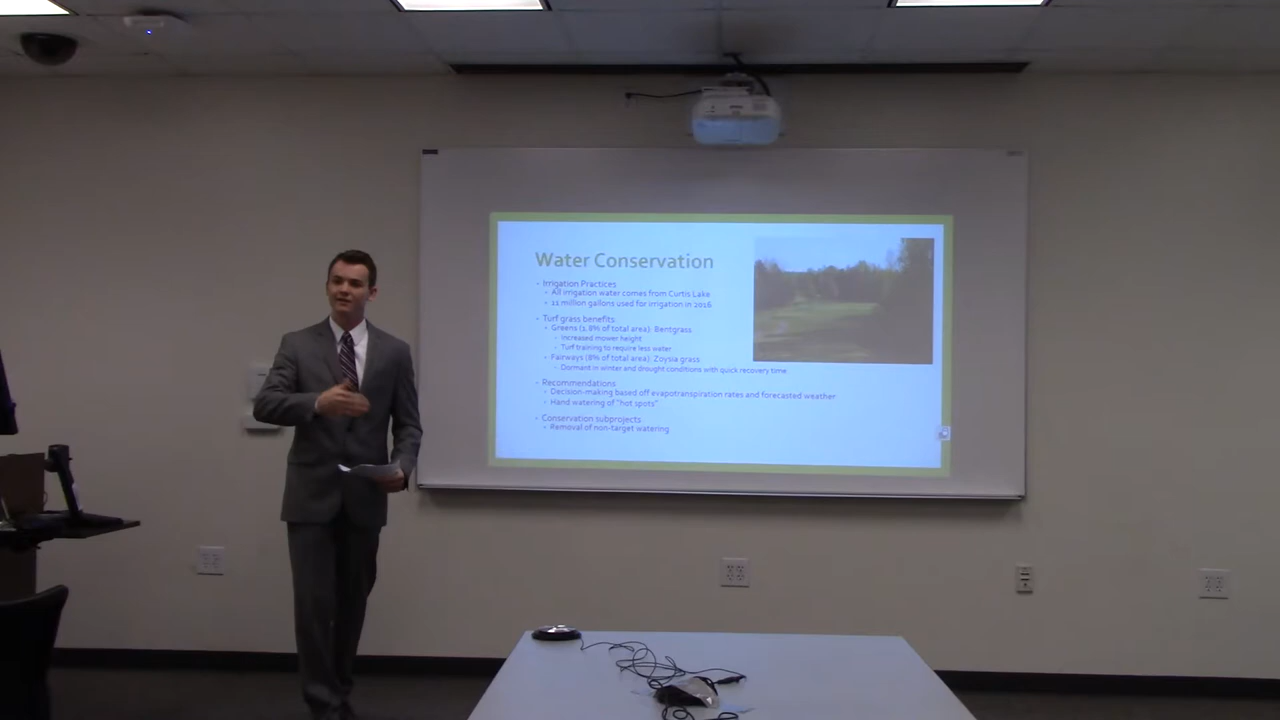 Water Conservation
Irrigation Practices
All irrigation water comes from Curtis Lake
11 million gallons used for irrigation in 2016
Turf grass benefits:
Greens (1.8% of total area): Bentgrass
Increased mower height
Turf training to require less water
Fairways (8% of total area): Zoysia grass
Dormant in winter and drought conditions with quick recovery time
Recommendations
Decision-making based off evapotranspiration rates and forecasted weather
Hand watering of "hot spots"
Conservation subprojects
Removal of non-target watering